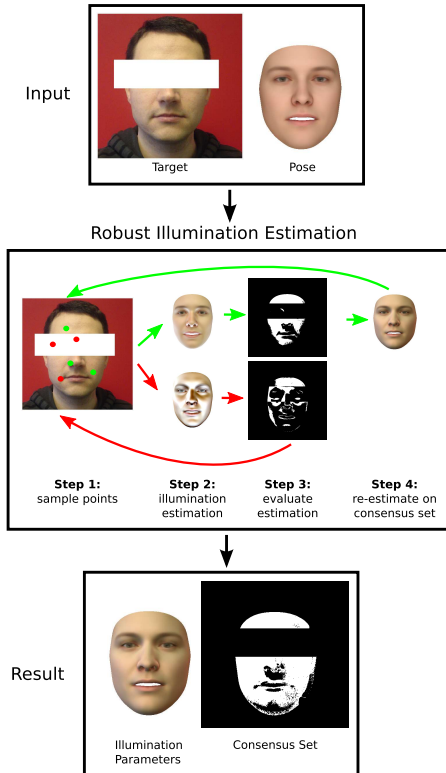 Input
Target
Pose
Robust Illumination Estimation
Step 1:
sample points
Step 2:
illumination
estimation
Step 3:
evaluate
estimation
Step 4:
re-estimate on
consensus set
Result
Illumination
Parameters
Consensus Set